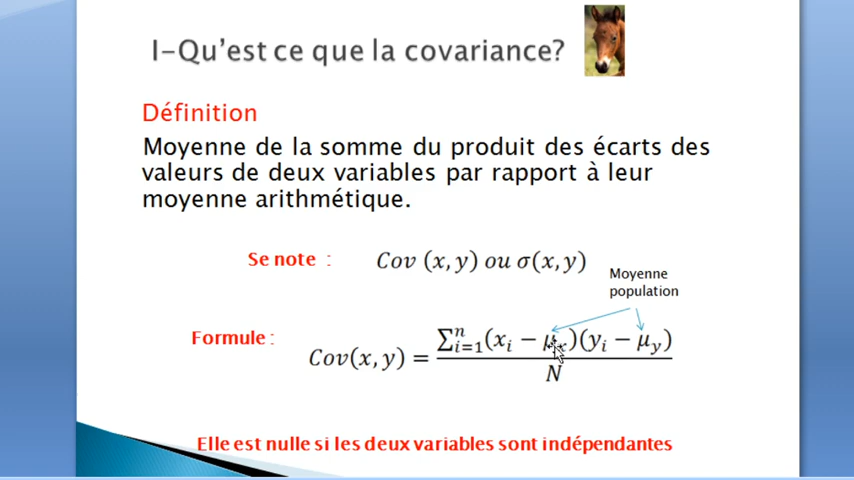 I-Qu'est ce que la covariance?
Définition
Moyenne de la somme du produit des écarts des
valeurs de deux variables par rapport à leur
moyenne arithmétique.
Se note : Cov (x, y) ou σ(x, y)
Moyenne
population
Formule : Cov(x, y) = ∑ⁿᵢ₌₁(xᵢ − μₓ)(yᵢ − μ_y) / N
Elle est nulle si les deux variables sont indépendantes